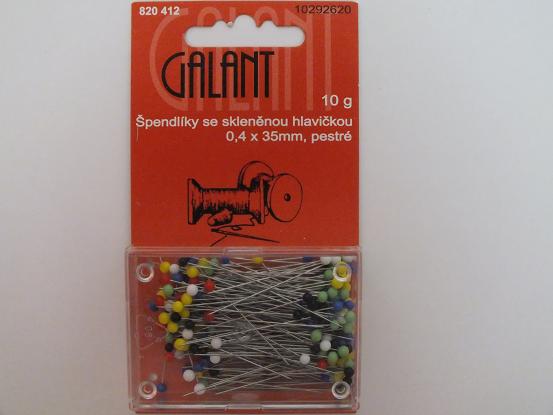 820 412
10292620
GALANT
10 g
Špendlíky se skleněnou hlavičkou
0,4 x 35mm, pestré